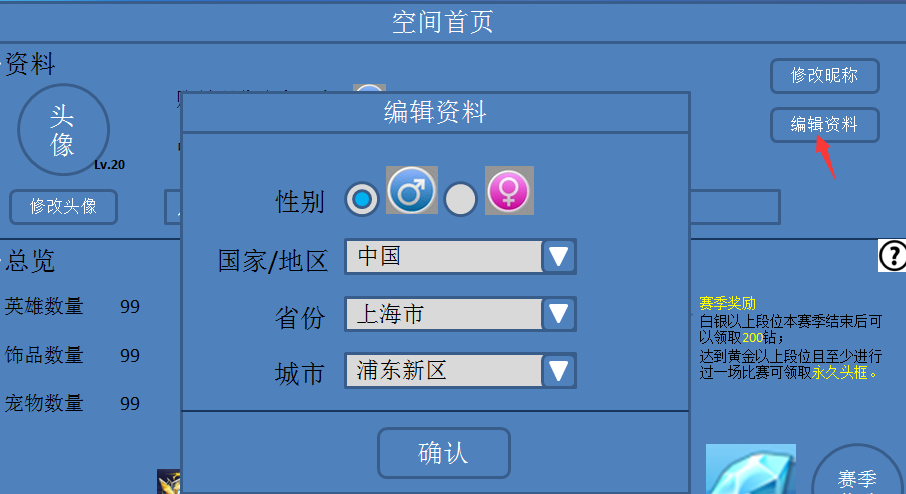 空间首页
资料
修改昵称
编辑资料
头
像
Lv.20
修改头像
编辑资料
性别
国家/地区
中国
省份
上海市
城市
浦东新区
确认
总览
英雄数量 99
饰品数量 99
宠物数量 99
?
赛季奖励
白银以上段位本赛季结束后可
以领取200钻；
达到黄金以上段位且至少进行
过一场比赛可领取永久头框。
赛季